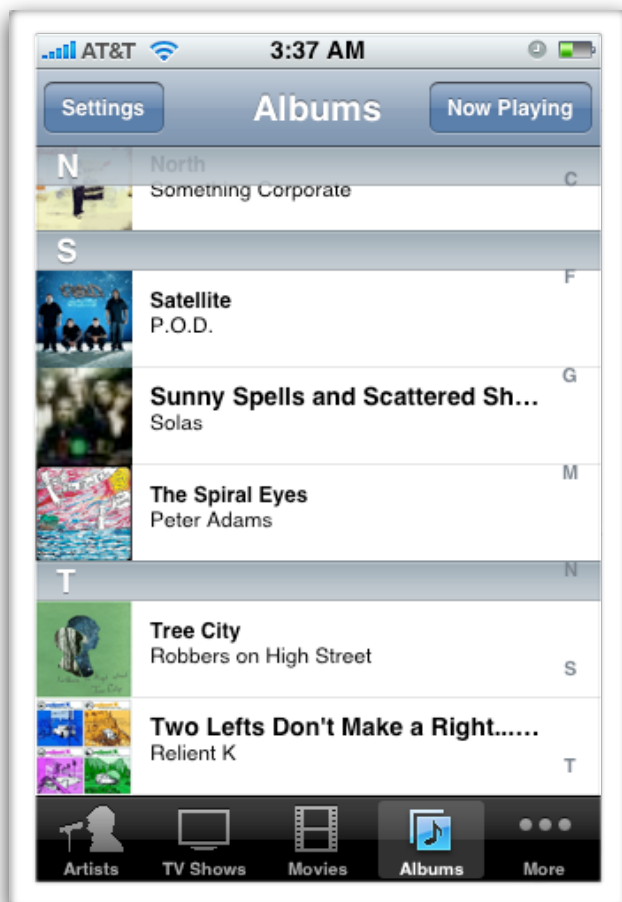 AT&T 3:37 AM
Settings Albums Now Playing
N
North
Something Corporate
C
S
F
Satellite
P.O.D.
G
Sunny Spells and Scattered Sh...
Solas
M
The Spiral Eyes
Peter Adams
T
N
Tree City
Robbers on High Street
S
Two Lefts Don't Make a Right......
Relient K
T
Artists TV Shows Movies Albums More